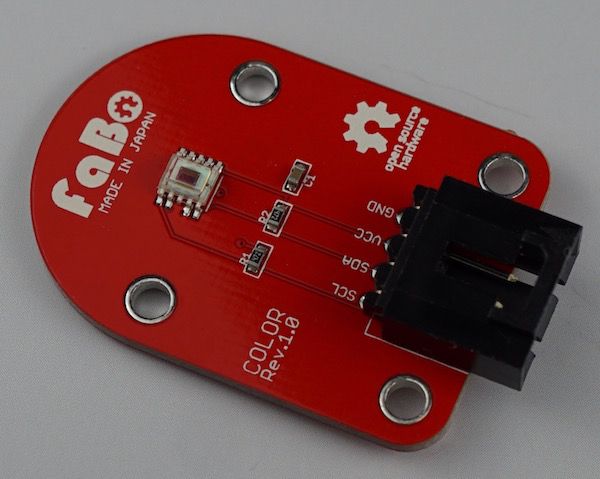 FaBo
MADE IN JAPAN
open source
hardware
C1
R2
R1
GND
VCC
SDA
SCL
COLOR
Rev.1.0